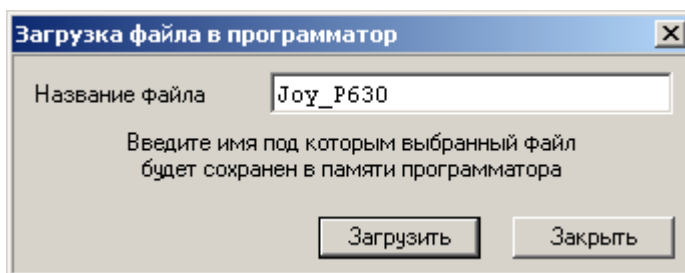 Загрузка файла в программатор
Название файла Joy_P630
Введите имя под которым выбранный файл
будет сохранен в памяти программатора
Загрузить Закрыть